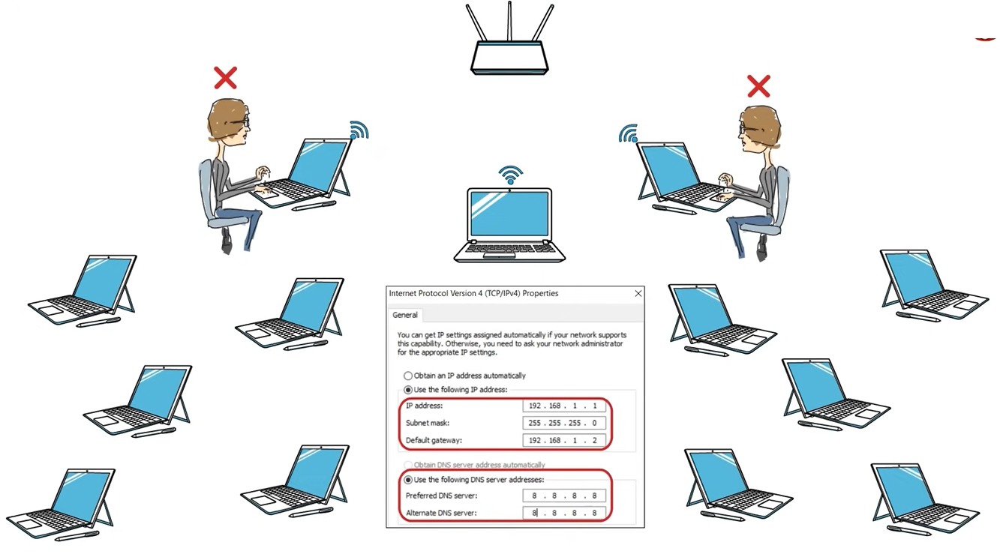 Internet Protocol Version 4 (TCP/IPv4) Properties
General
You can get IP settings assigned automatically if your network supports
this capability. Otherwise, you need to ask your network administrator
for the appropriate IP settings.
Obtain an IP address automatically
Use the following IP address:
IP address: 192 . 168 . 1 . 1
Subnet mask: 255 . 255 . 255 . 0
Default gateway: 192 . 168 . 1 . 2
Obtain DNS server address automatically
Use the following DNS server addresses:
Preferred DNS server: 8 . 8 . 8 . 8
Alternate DNS server: 8 . 8 . 8 . 8